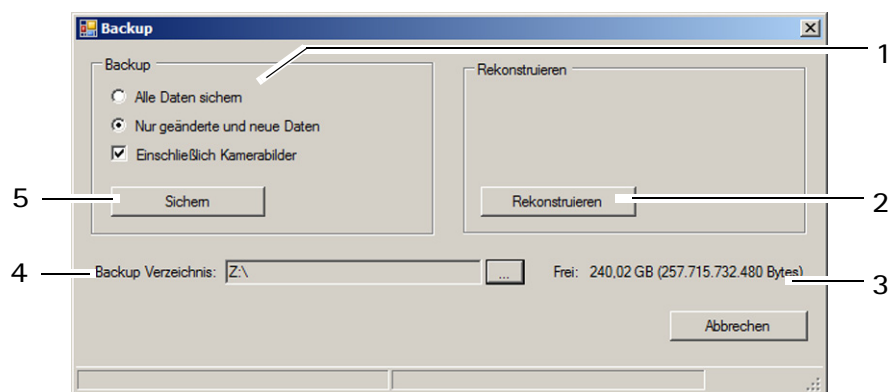 Backup
1
Backup
Alle Daten sichern
Nur geänderte und neue Daten
Einschließlich Kamerabilder
5
Sichern
Rekonstruieren
Rekonstruieren
2
4
Backup Verzeichnis: Z:\ ...
Frei: 240,02 GB (257.715.732.480 Bytes)
3
Abbrechen